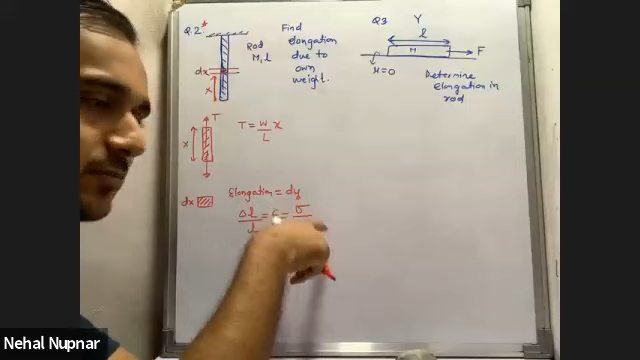 Q.2*
Find
elongation
due to
own
weight.
Rod
M, l
dx
x
T
x
T = W/L x
dx
Elongation = dy
Δl/l = ε = σ
Q3
Y
l
M
F
μ=0
Determine
Elongation in
rod
Nehal Nupnar